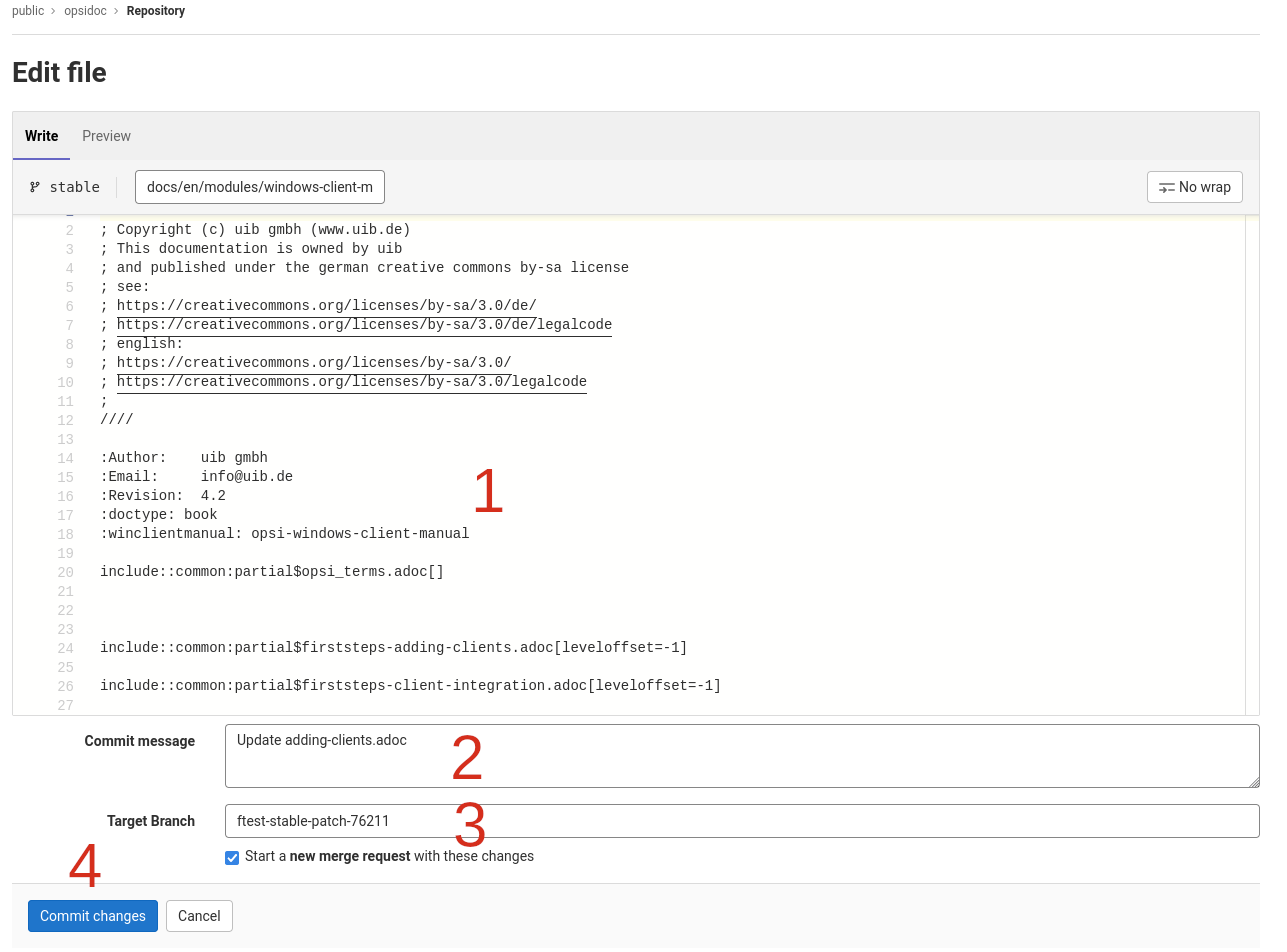 public > opsidoc > Repository
Edit file
Write Preview
stable docs/en/modules/windows-client-m No wrap
2 ; Copyright (c) uib gmbh (www.uib.de)
3 ; This documentation is owned by uib
4 ; and published under the german creative commons by-sa license
5 ; see:
6 ; https://creativecommons.org/licenses/by-sa/3.0/de/
7 ; https://creativecommons.org/licenses/by-sa/3.0/de/legalcode
8 ; english:
9 ; https://creativecommons.org/licenses/by-sa/3.0/
10 ; https://creativecommons.org/licenses/by-sa/3.0/legalcode
11 ;
12 ////
13
14 :Author:    uib gmbh
15 :Email:     info@uib.de
16 :Revision:  4.2
17 :doctype: book
18 :winclientmanual: opsi-windows-client-manual
19
20 include::common:partial$opsi_terms.adoc[]
21
22
23
24 include::common:partial$firststeps-adding-clients.adoc[leveloffset=-1]
25
26 include::common:partial$firststeps-client-integration.adoc[leveloffset=-1]
27
1
Commit message Update adding-clients.adoc
2
Target Branch ftest-stable-patch-76211
3
Start a new merge request with these changes
4
Commit changes Cancel